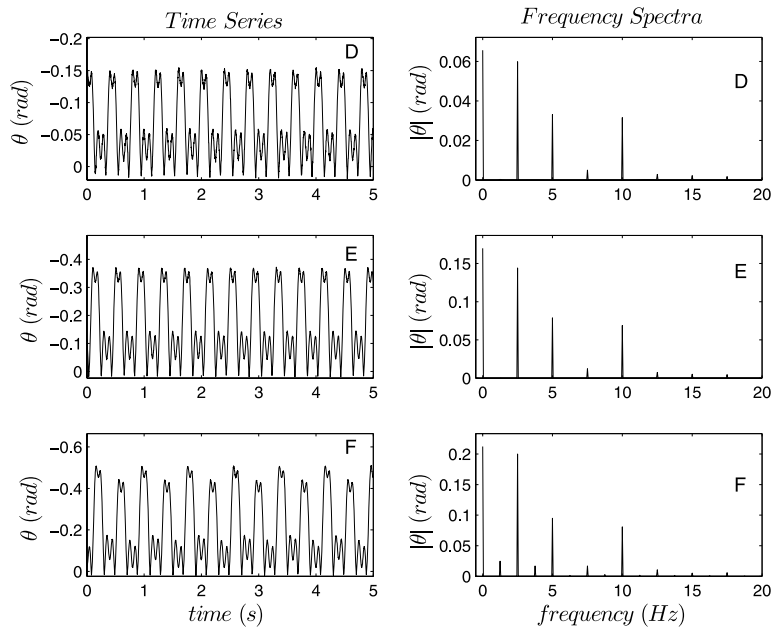 Time Series
Frequency Spectra
−0.2
−0.15
−0.1
−0.05
0
θ (rad)
D
0 1 2 3 4 5
0.06
0.04
0.02
0
|θ| (rad)
D
0 5 10 15 20
−0.4
−0.3
−0.2
−0.1
0
θ (rad)
E
0 1 2 3 4 5
0.15
0.1
0.05
0
|θ| (rad)
E
0 5 10 15 20
−0.6
−0.4
−0.2
0
θ (rad)
F
0 1 2 3 4 5
time (s)
0.2
0.15
0.1
0.05
0
|θ| (rad)
F
0 5 10 15 20
frequency (Hz)